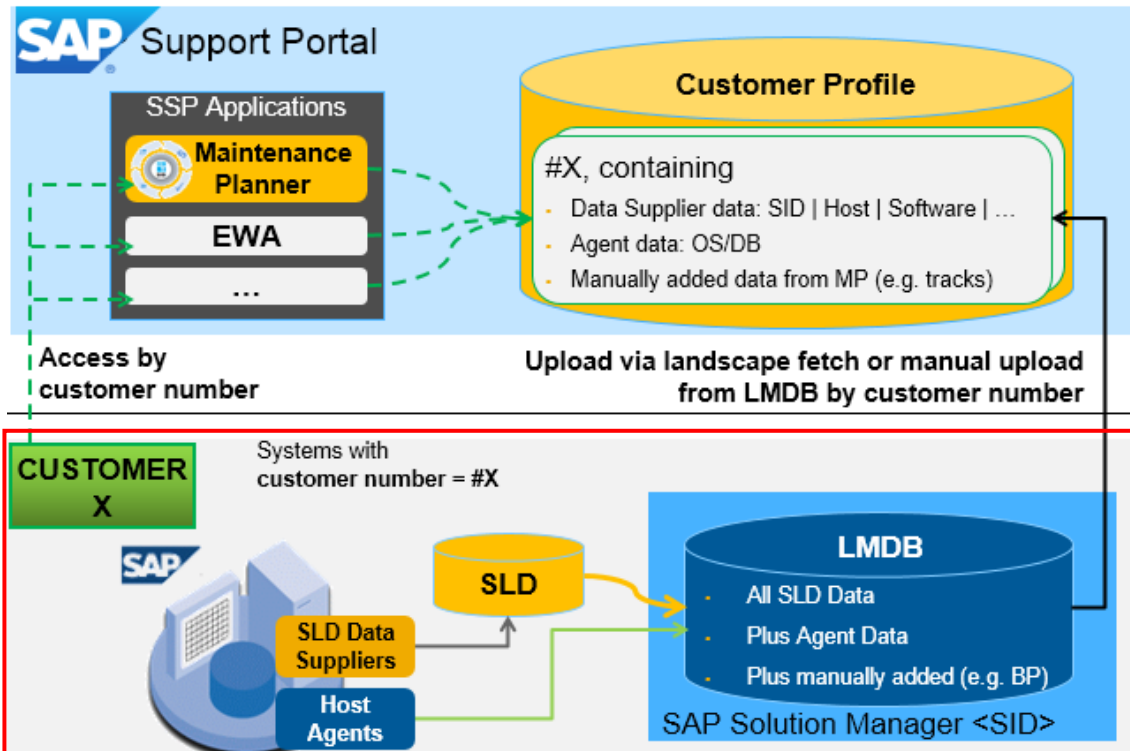 SAP Support Portal
SSP Applications
Maintenance
Planner
EWA
...
Customer Profile
#X, containing
- Data Supplier data: SID | Host | Software | ...
- Agent data: OS/DB
- Manually added data from MP (e.g. tracks)
Access by
customer number
Upload via landscape fetch or manual upload
from LMDB by customer number
CUSTOMER
X
Systems with
customer number = #X
SAP
SLD Data
Suppliers
Host
Agents
SLD
LMDB
- All SLD Data
- Plus Agent Data
- Plus manually added (e.g. BP)
SAP Solution Manager <SID>